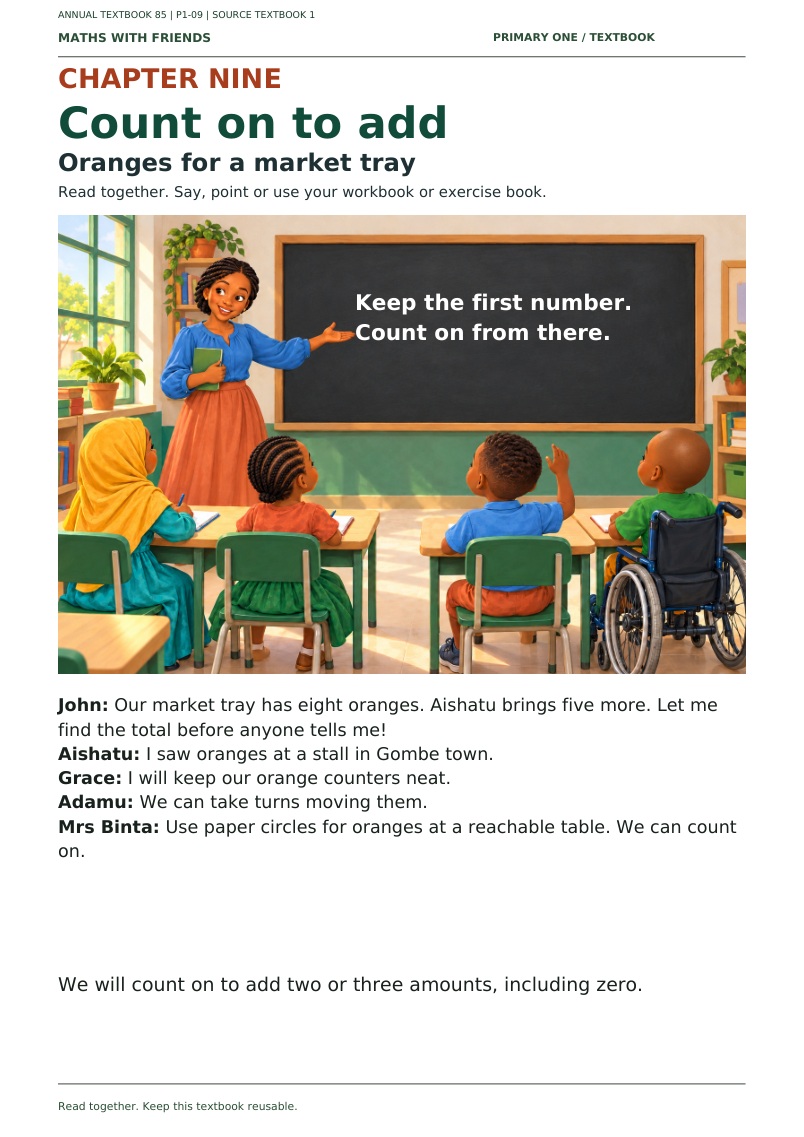 ANNUAL TEXTBOOK 85 | P1-09 | SOURCE TEXTBOOK 1
MATHS WITH FRIENDS
PRIMARY ONE / TEXTBOOK
CHAPTER NINE
Count on to add
Oranges for a market tray
Read together. Say, point or use your workbook or exercise book.
Keep the first number.
Count on from there.
John: Our market tray has eight oranges. Aishatu brings five more. Let me
find the total before anyone tells me!
Aishatu: I saw oranges at a stall in Gombe town.
Grace: I will keep our orange counters neat.
Adamu: We can take turns moving them.
Mrs Binta: Use paper circles for oranges at a reachable table. We can count
on.
We will count on to add two or three amounts, including zero.
Read together. Keep this textbook reusable.